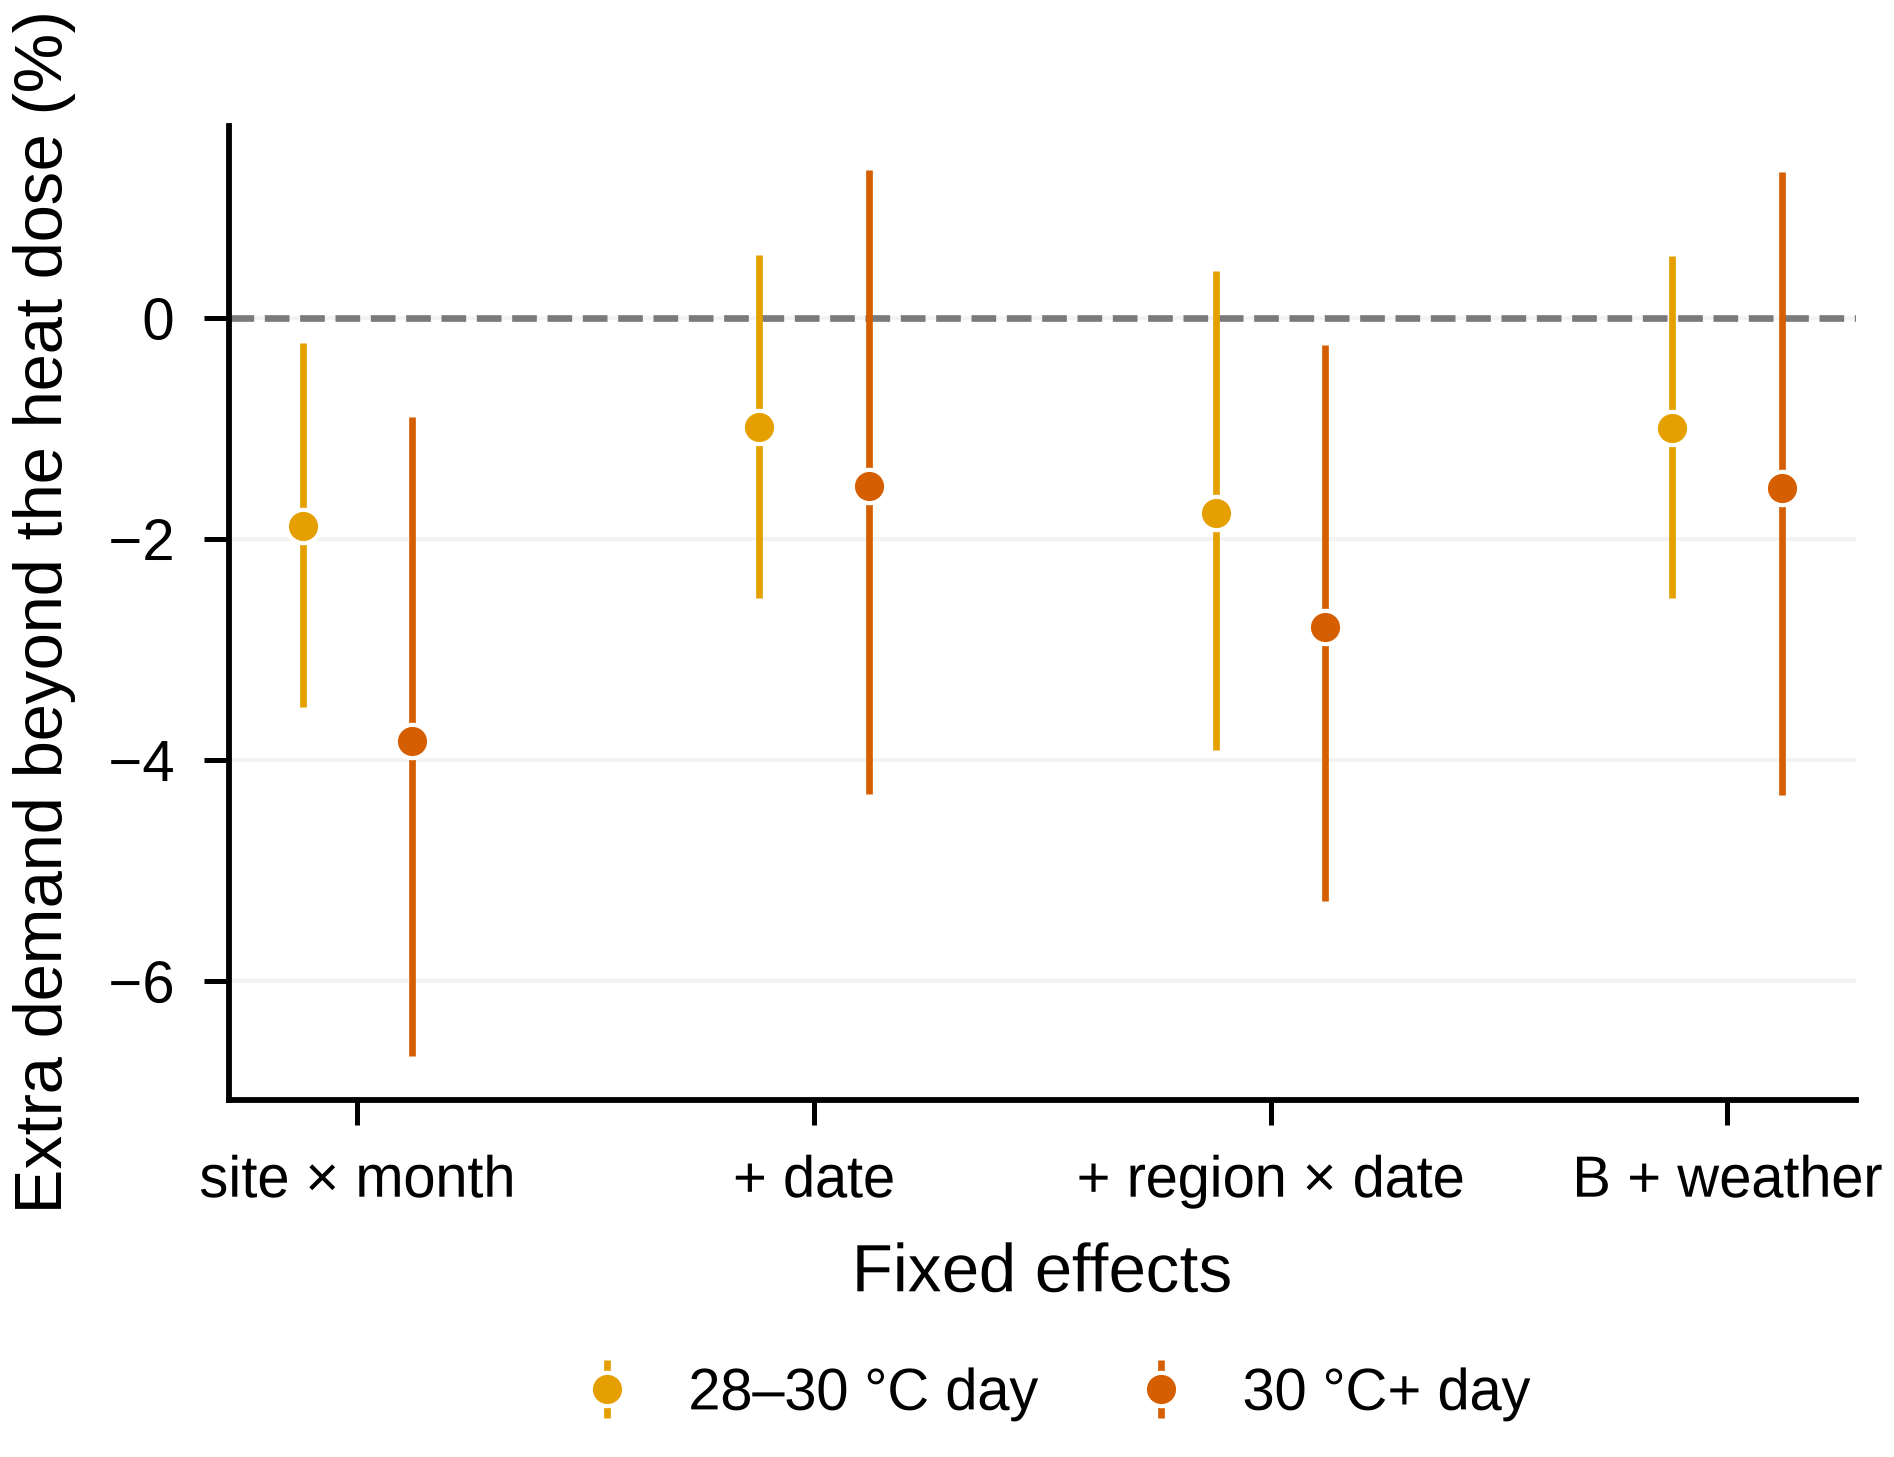 Extra demand beyond the heat dose (%)
0
−2
−4
−6
site × month
+ date
+ region × date
B + weather
Fixed effects
28–30 °C day
30 °C+ day